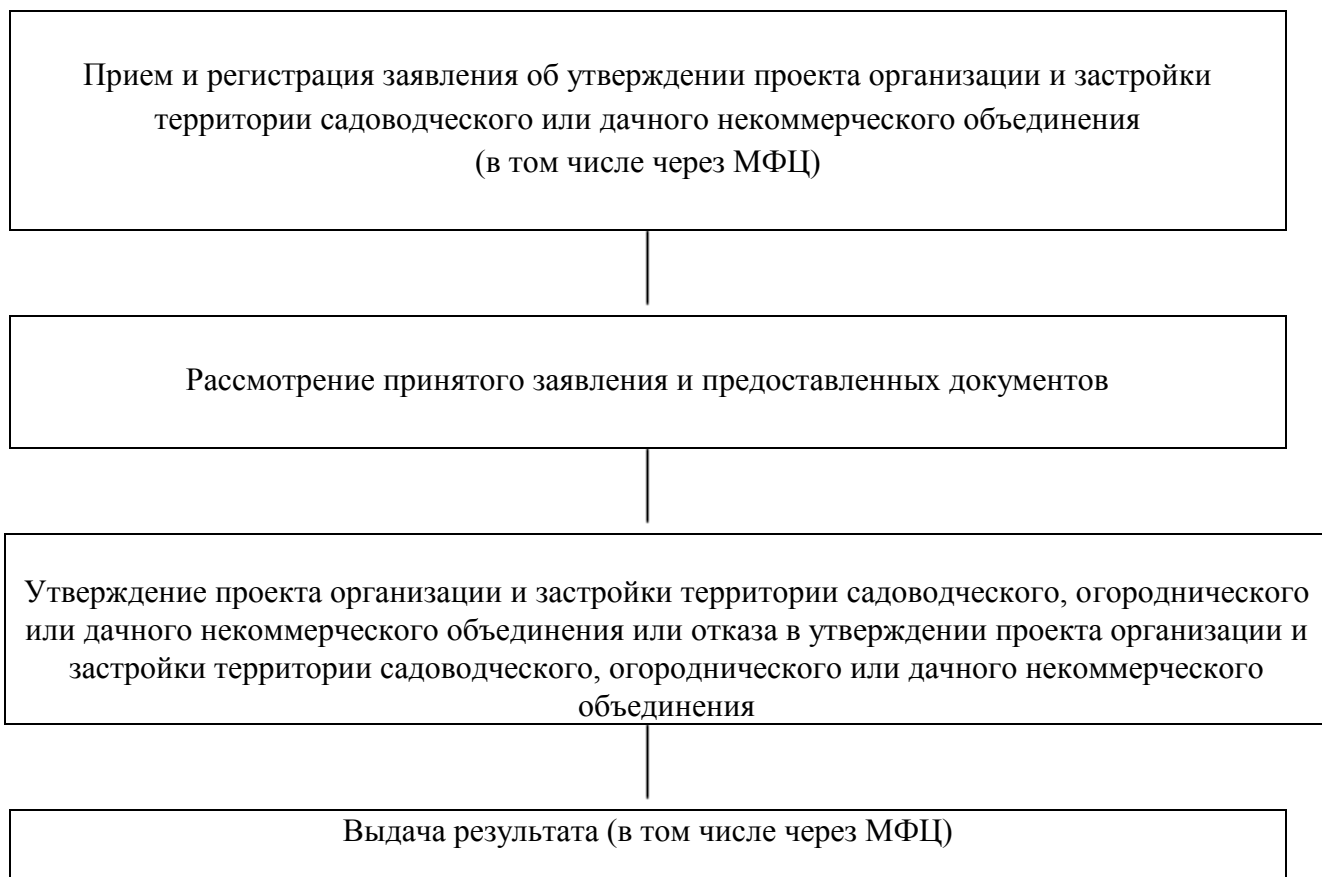 Прием и регистрация заявления об утверждении проекта организации и застройки
территории садоводческого или дачного некоммерческого объединения
(в том числе через МФЦ)
Рассмотрение принятого заявления и предоставленных документов
Утверждение проекта организации и застройки территории садоводческого, огороднического
или дачного некоммерческого объединения или отказа в утверждении проекта организации и
застройки территории садоводческого, огороднического или дачного некоммерческого
объединения
Выдача результата (в том числе через МФЦ)